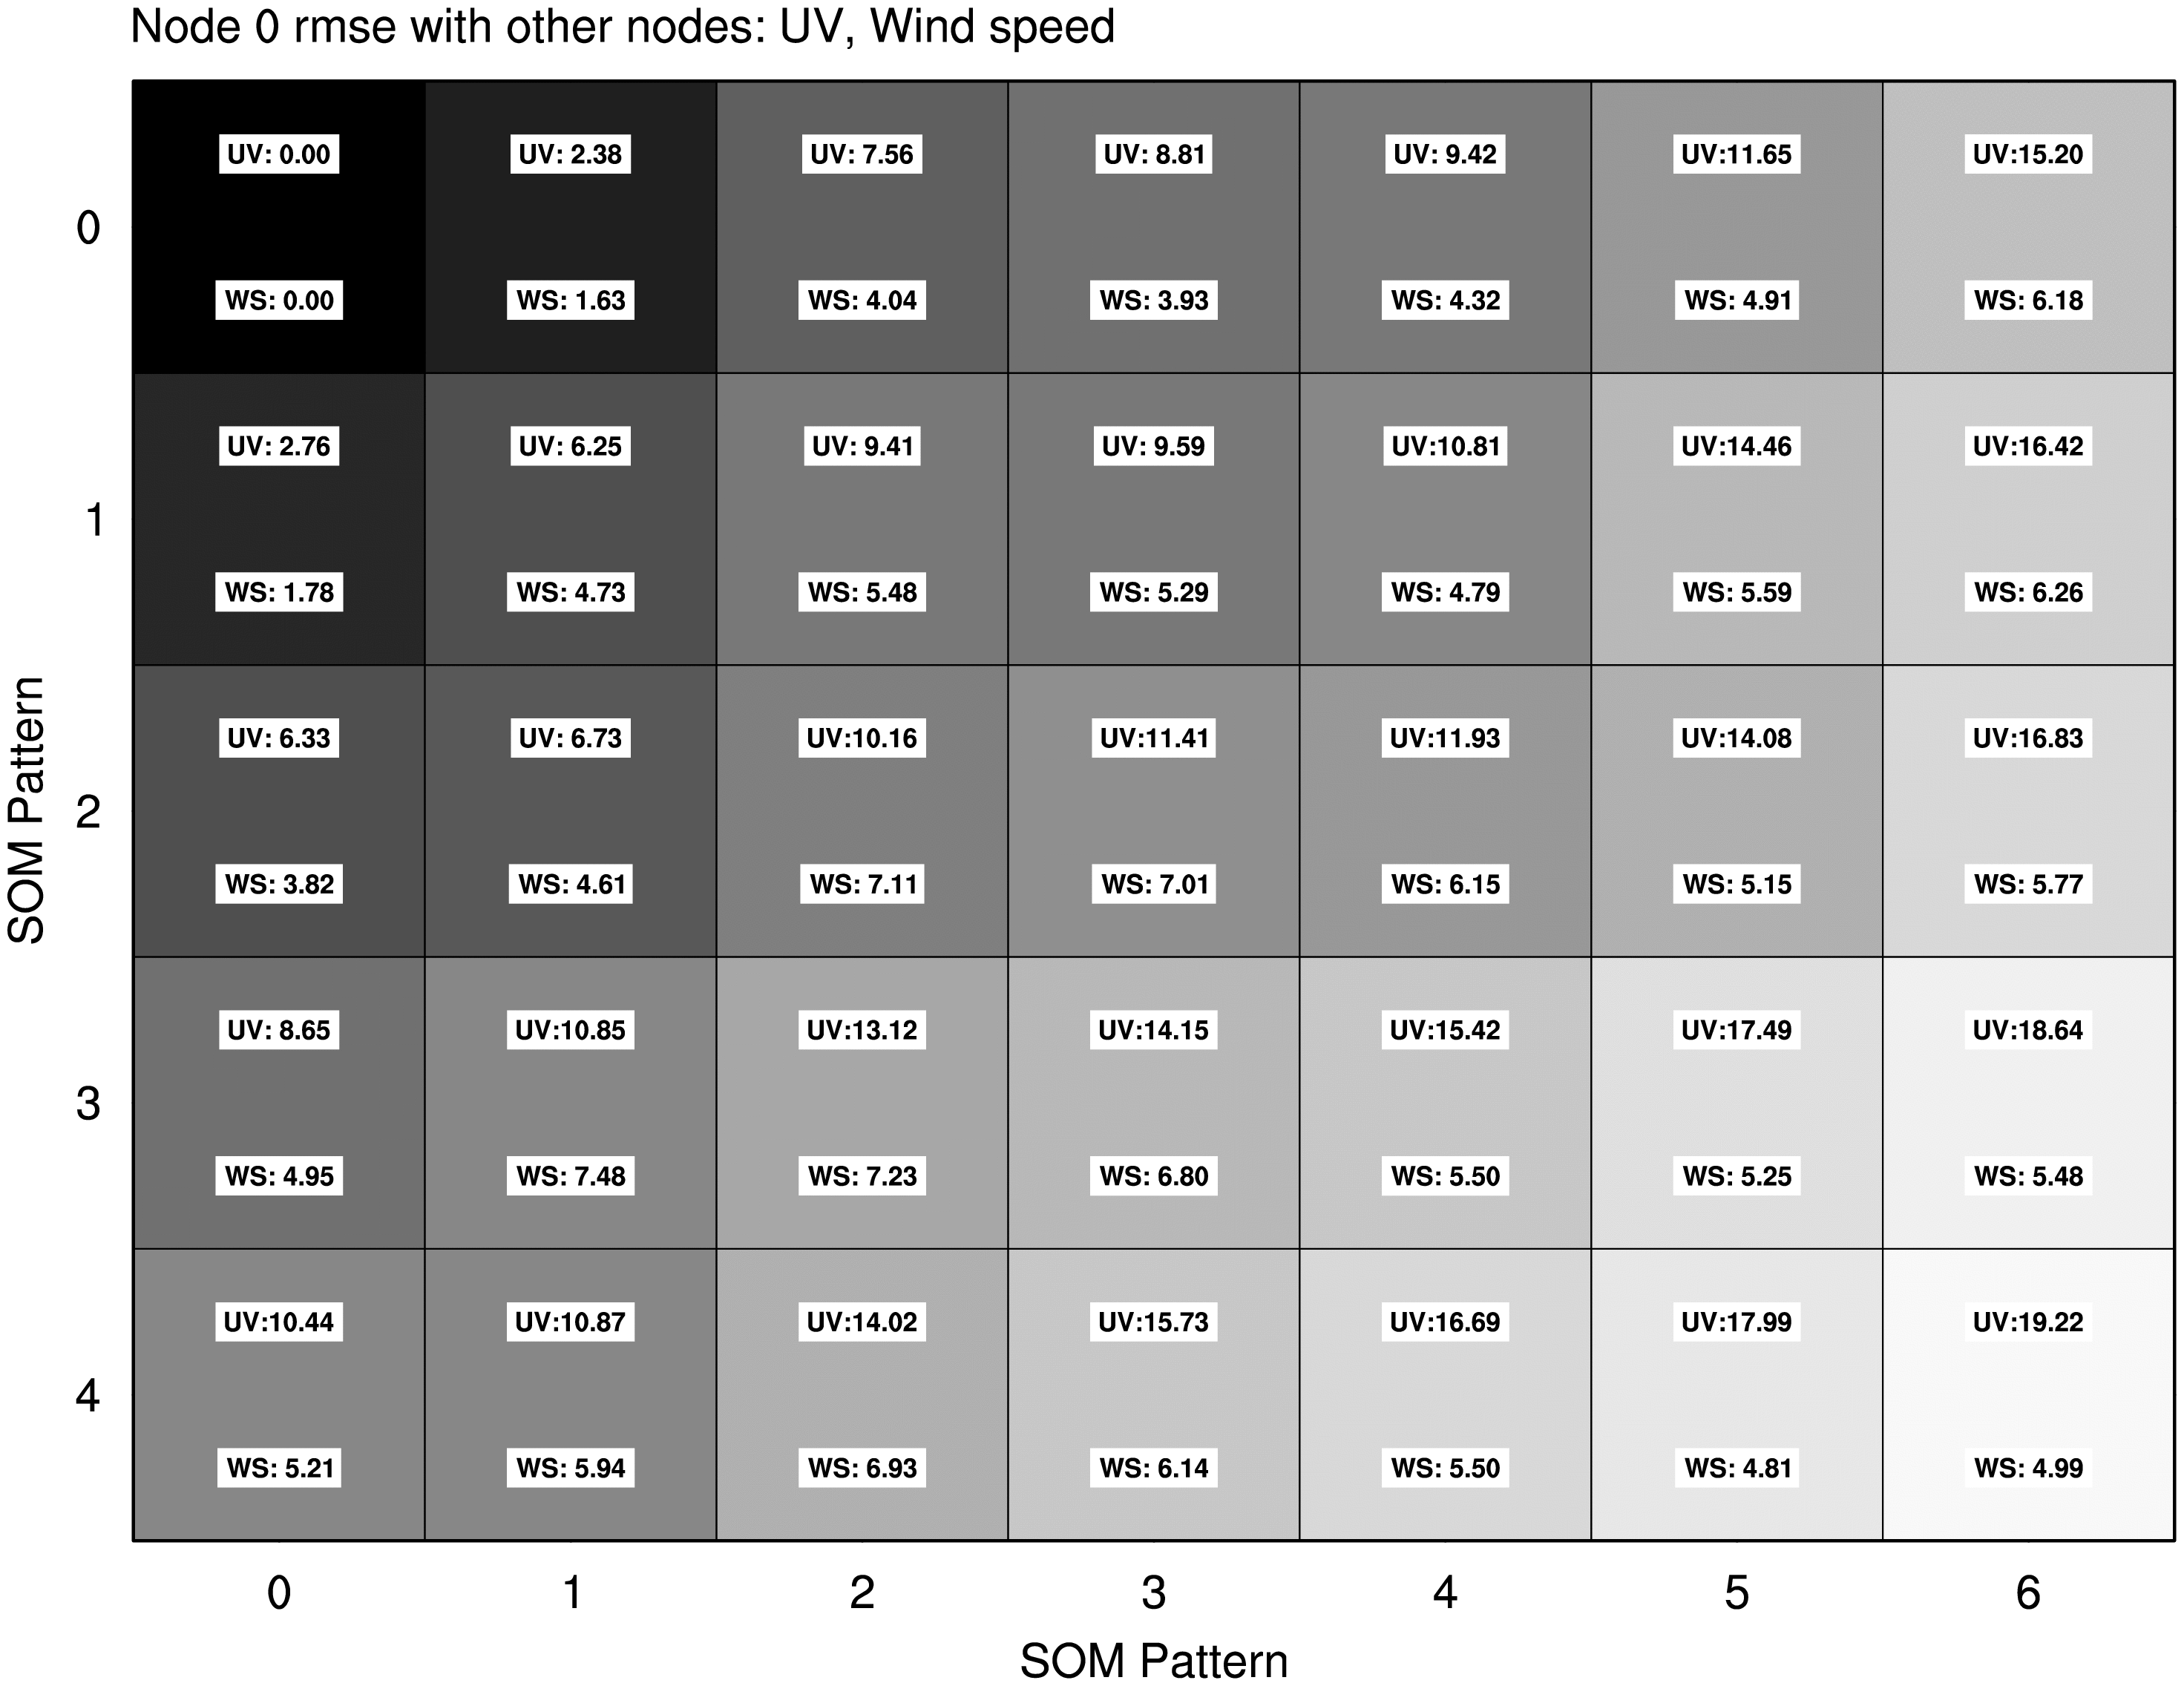 Node 0 rmse with other nodes: UV, Wind speed
UV: 0.00 UV: 2.38 UV: 7.56 UV: 8.81 UV: 9.42 UV:11.65 UV:15.20
0
WS: 0.00 WS: 1.63 WS: 4.04 WS: 3.93 WS: 4.32 WS: 4.91 WS: 6.18
UV: 2.76 UV: 6.25 UV: 9.41 UV: 9.59 UV:10.81 UV:14.46 UV:16.42
1
WS: 1.78 WS: 4.73 WS: 5.48 WS: 5.29 WS: 4.79 WS: 5.59 WS: 6.26
SOM Pattern
UV: 6.33 UV: 6.73 UV:10.16 UV:11.41 UV:11.93 UV:14.08 UV:16.83
2
WS: 3.82 WS: 4.61 WS: 7.11 WS: 7.01 WS: 6.15 WS: 5.15 WS: 5.77
UV: 8.65 UV:10.85 UV:13.12 UV:14.15 UV:15.42 UV:17.49 UV:18.64
3
WS: 4.95 WS: 7.48 WS: 7.23 WS: 6.80 WS: 5.50 WS: 5.25 WS: 5.48
UV:10.44 UV:10.87 UV:14.02 UV:15.73 UV:16.69 UV:17.99 UV:19.22
4
WS: 5.21 WS: 5.94 WS: 6.93 WS: 6.14 WS: 5.50 WS: 4.81 WS: 4.99
0 1 2 3 4 5 6
SOM Pattern